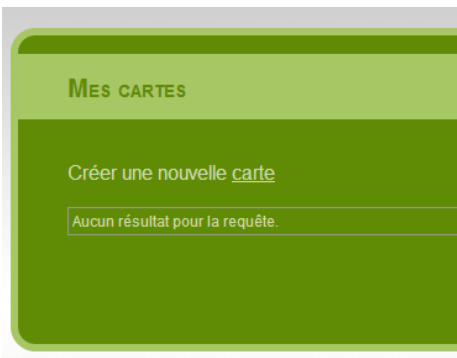 Mes cartes
Créer une nouvelle carte
Aucun résultat pour la requête.